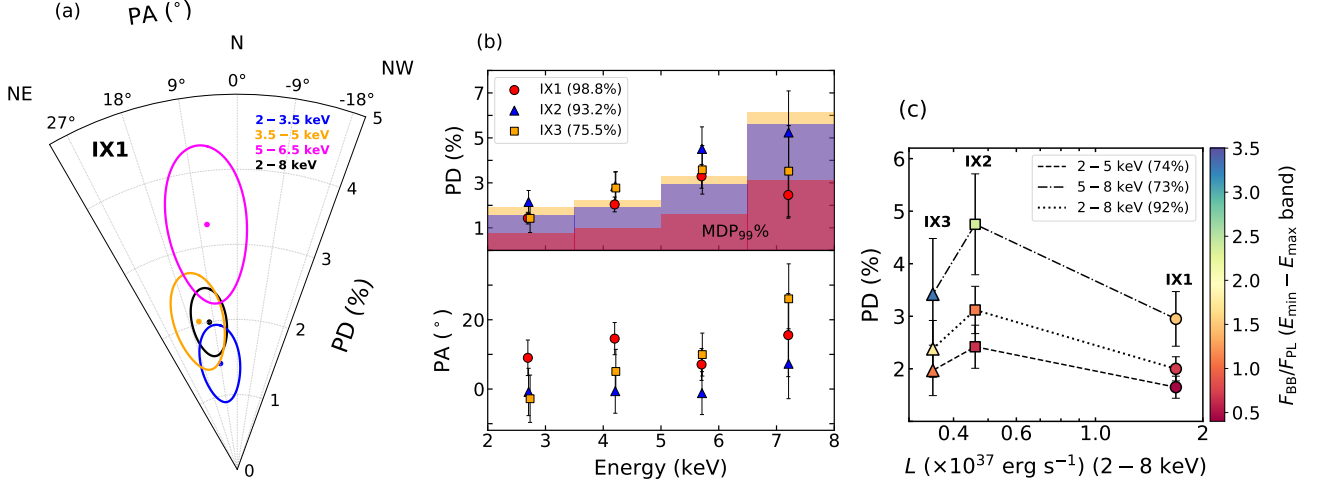 (a)
PA (°)
N
NE
NW
27°
18°
9°
0°
-9°
-18°
IX1
2 − 3.5 keV
3.5 − 5 keV
5 − 6.5 keV
2 − 8 keV
5
4
3
2
1
0
PD (%)
(b)
IX1 (98.8%)
IX2 (93.2%)
IX3 (75.5%)
PD (%)
7
5
3
1
MDP₉₉%
PA (°)
20
0
2 3 4 5 6 7 8
Energy (keV)
(c)
2 − 5 keV (74%)
5 − 8 keV (73%)
2 − 8 keV (92%)
IX2
IX3
IX1
PD (%)
6
5
4
3
2
0.4 0.6 1.0 2
L (×10³⁷ erg s⁻¹) (2 − 8 keV)
3.5
3.0
2.5
2.0
1.5
1.0
0.5
F_BB/F_PL (E_min − E_max band)